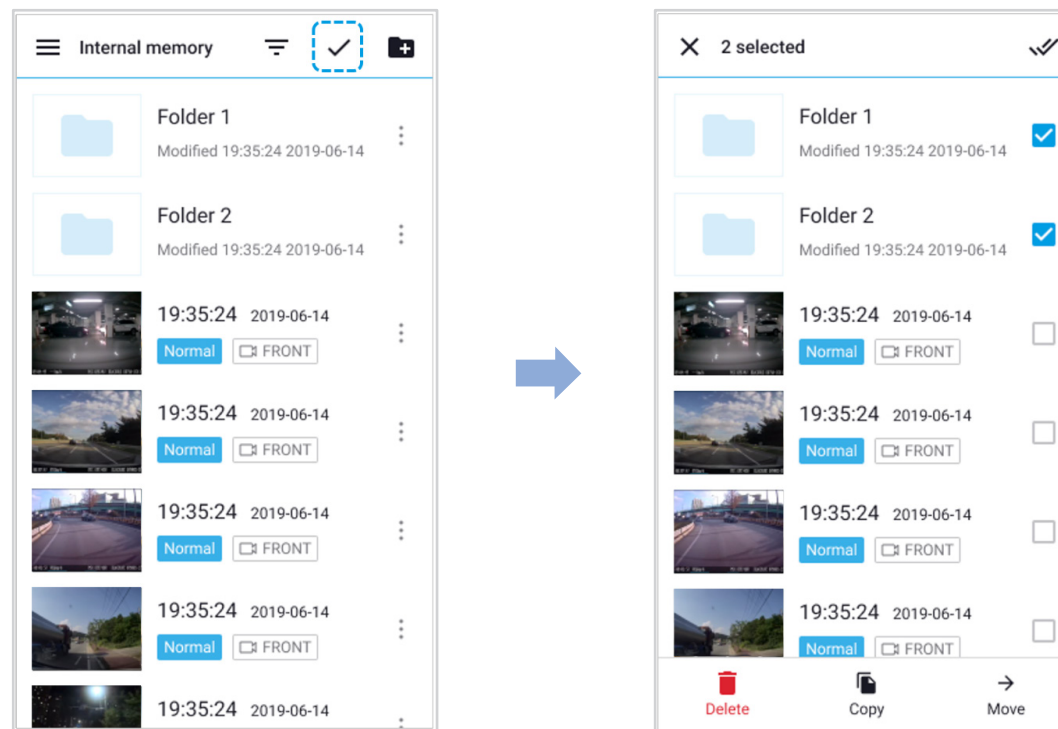 Internal memory
Folder 1
Modified 19:35:24 2019-06-14
Folder 2
Modified 19:35:24 2019-06-14
19:35:24 2019-06-14
Normal FRONT
19:35:24 2019-06-14
Normal FRONT
19:35:24 2019-06-14
Normal FRONT
19:35:24 2019-06-14
Normal FRONT
19:35:24 2019-06-14
2 selected
Folder 1
Modified 19:35:24 2019-06-14
Folder 2
Modified 19:35:24 2019-06-14
19:35:24 2019-06-14
Normal FRONT
19:35:24 2019-06-14
Normal FRONT
19:35:24 2019-06-14
Normal FRONT
19:35:24 2019-06-14
Normal FRONT
Delete Copy Move